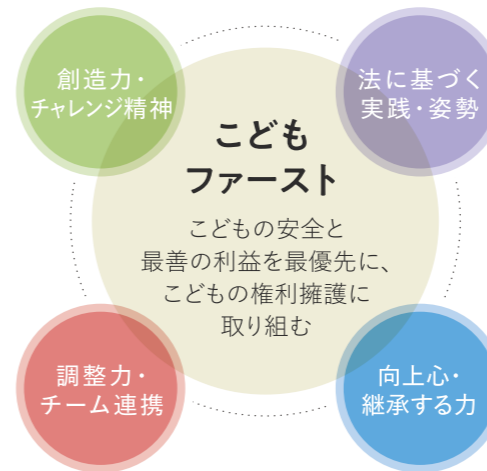 創造力・
チャレンジ精神
法に基づく
実践・姿勢
こども
ファースト
こどもの安全と
最善の利益を最優先に、
こどもの権利擁護に
取り組む
調整力・
チーム連携
向上心・
継承する力